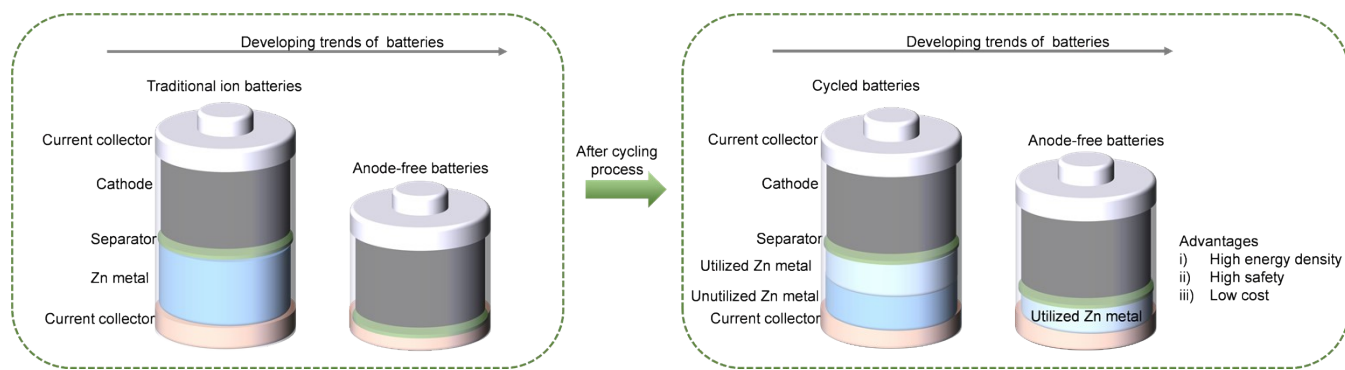 Developing trends of batteries
Traditional ion batteries
Current collector
Cathode
Separator
Zn metal
Current collector
Anode-free batteries
After cycling
process
Developing trends of batteries
Cycled batteries
Current collector
Cathode
Separator
Utilized Zn metal
Unutilized Zn metal
Current collector
Anode-free batteries
Utilized Zn metal
Advantages
i) High energy density
ii) High safety
iii) Low cost